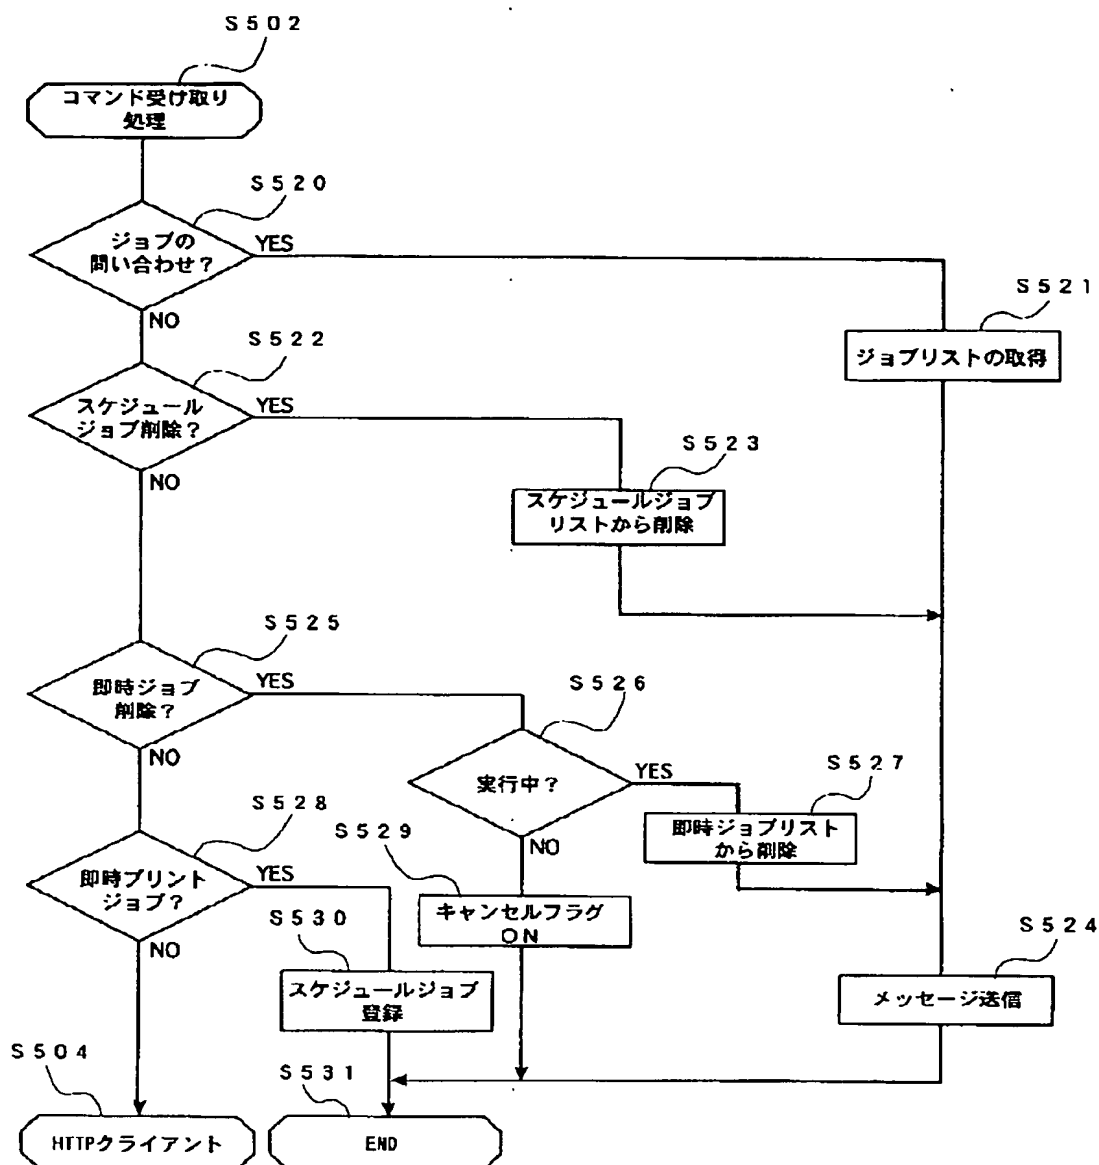 S502
コマンド受け取り
処理
S520
ジョブの
問い合わせ?
YES
NO
S521
ジョブリストの取得
S522
スケジュール
ジョブ削除?
YES
NO
S523
スケジュールジョブ
リストから削除
S525
即時ジョブ
削除?
YES
NO
S526
実行中?
YES
NO
S527
即時ジョブリスト
から削除
S528
即時プリント
ジョブ?
YES
NO
S529
キャンセルフラグ
ON
S530
スケジュールジョブ
登録
S524
メッセージ送信
S504
HTTPクライアント
S531
END